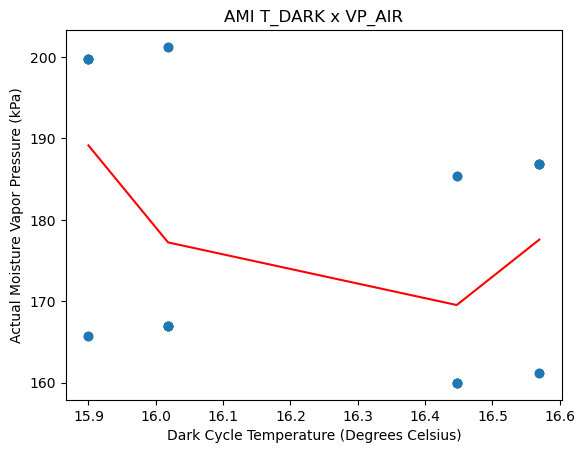 AMI T_DARK x VP_AIR
Actual Moisture Vapor Pressure (kPa)
200
190
180
170
160
15.9 16.0 16.1 16.2 16.3 16.4 16.5 16.6
Dark Cycle Temperature (Degrees Celsius)